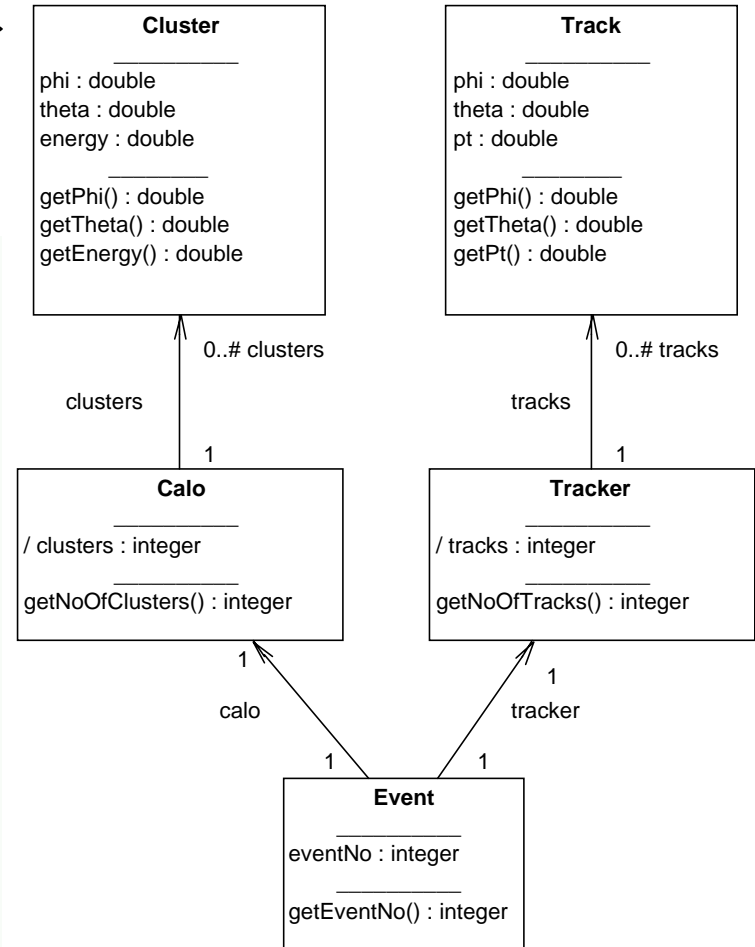 Cluster
phi : double
theta : double
energy : double
getPhi() : double
getTheta() : double
getEnergy() : double
Track
phi : double
theta : double
pt : double
getPhi() : double
getTheta() : double
getPt() : double
0..# clusters
clusters
1
0..# tracks
tracks
1
Calo
/ clusters : integer
getNoOfClusters() : integer
Tracker
/ tracks : integer
getNoOfTracks() : integer
1
calo
1
1
tracker
1
Event
eventNo : integer
getEventNo() : integer